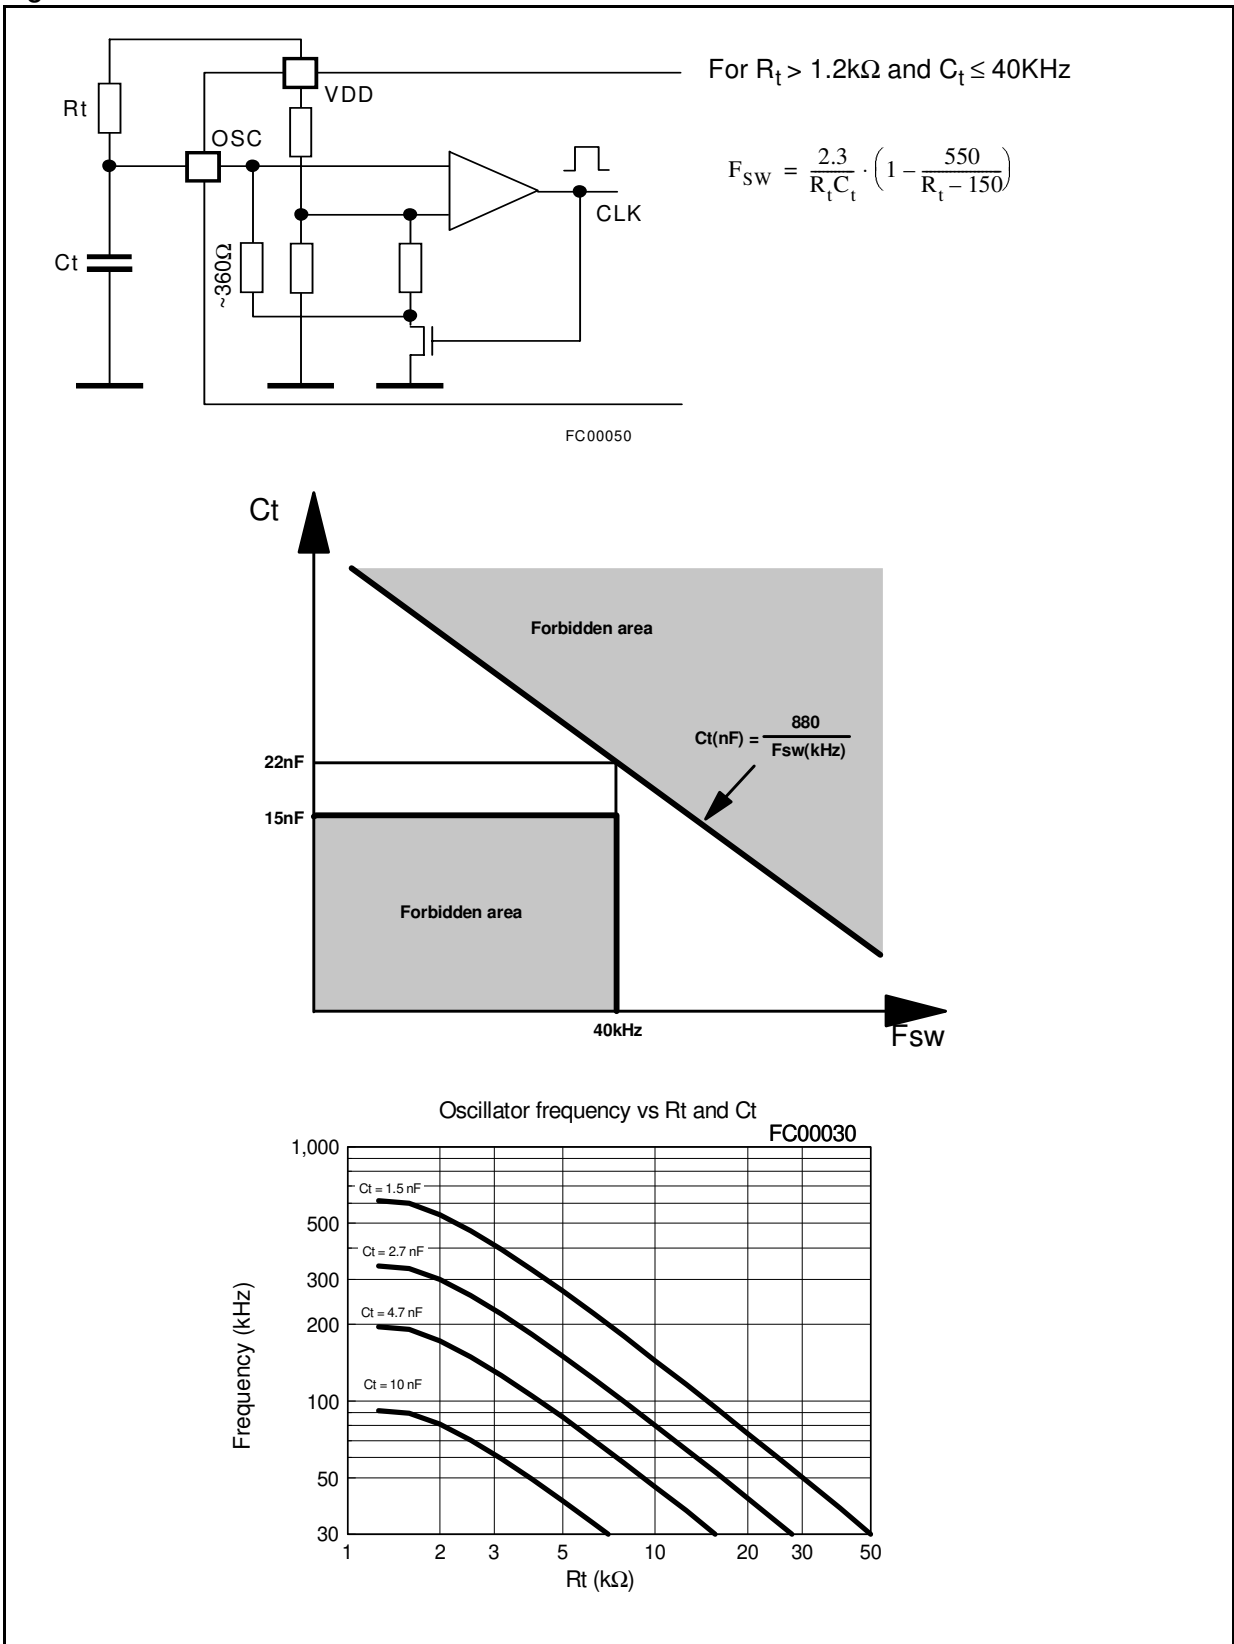 For Rt > 1.2kΩ and Ct ≤ 40KHz
VDD
Rt
OSC
FSW = 2.3 / RtCt · (1 – 550 / Rt – 150)
CLK
Ct
~360Ω
FC00050
Ct
Forbidden area
Ct(nF) = 880 / Fsw(kHz)
22nF
15nF
Forbidden area
40kHz
Fsw
Oscillator frequency vs Rt and Ct
FC00030
1,000
Ct = 1.5 nF
500
Ct = 2.7 nF
300
Ct = 4.7 nF
200
Ct = 10 nF
100
50
30
Frequency (kHz)
1 2 3 5 10 20 30 50
Rt (kΩ)